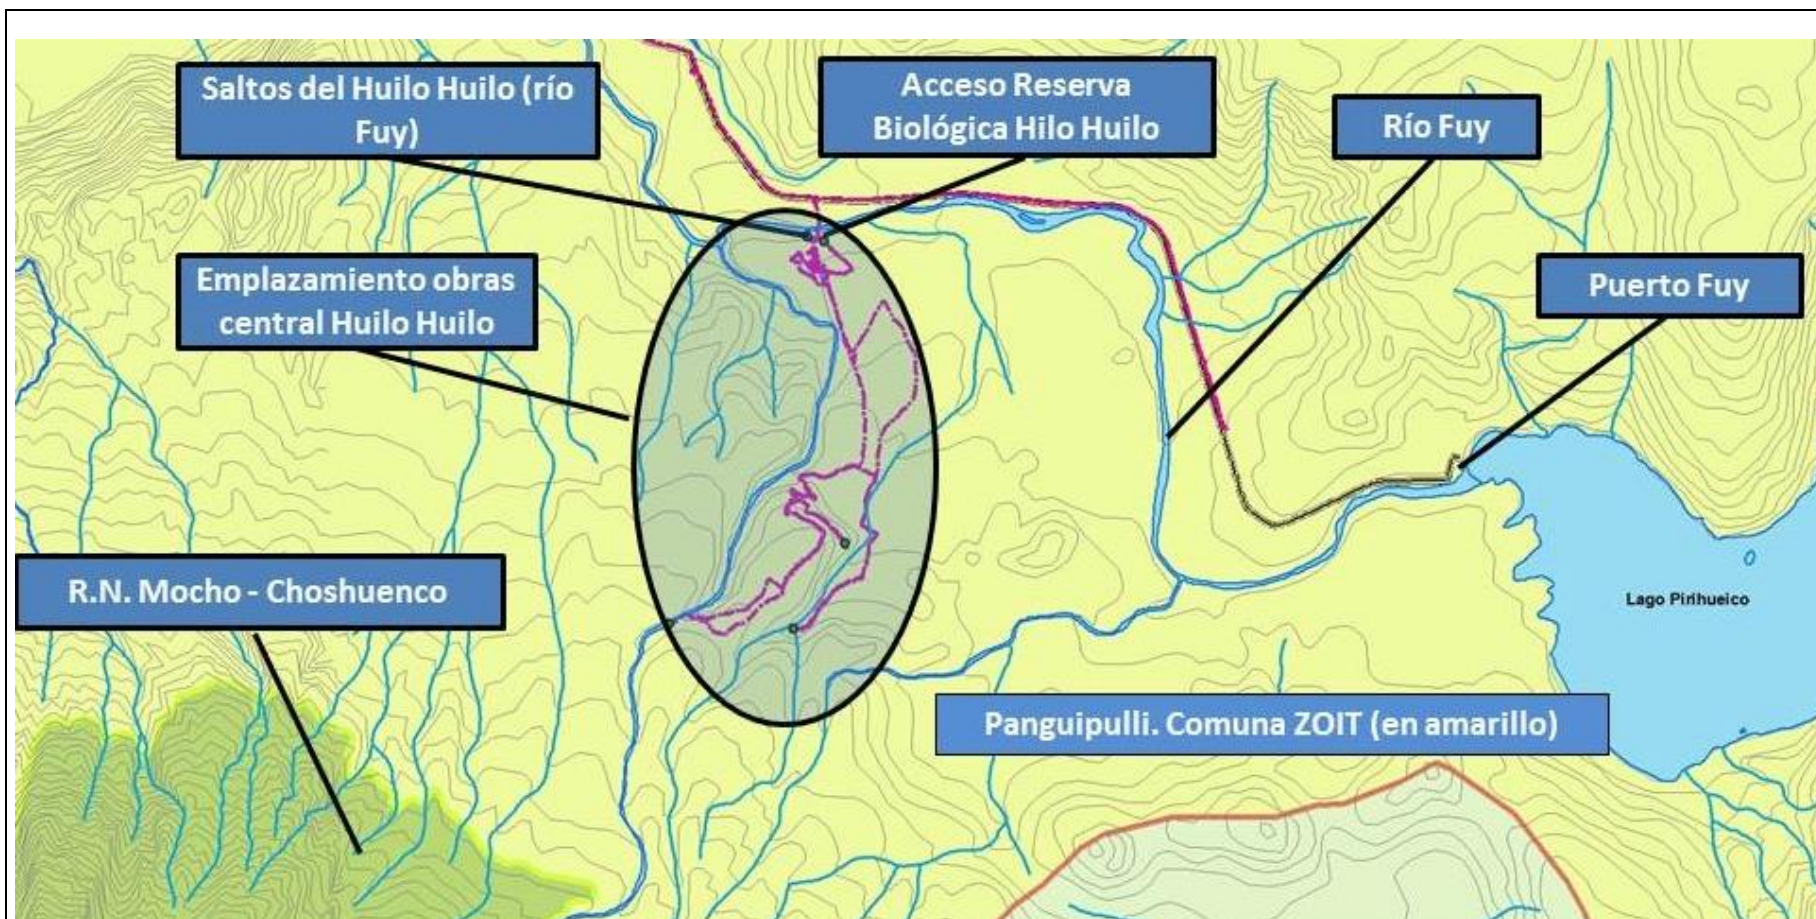 Saltos del Huilo Huilo (río
Fuy)
Acceso Reserva
Biológica Hilo Huilo
Río Fuy
Emplazamiento obras
central Huilo Huilo
Puerto Fuy
R.N. Mocho - Choshuenco
Lago Pirihueico
Panguipulli. Comuna ZOIT (en amarillo)